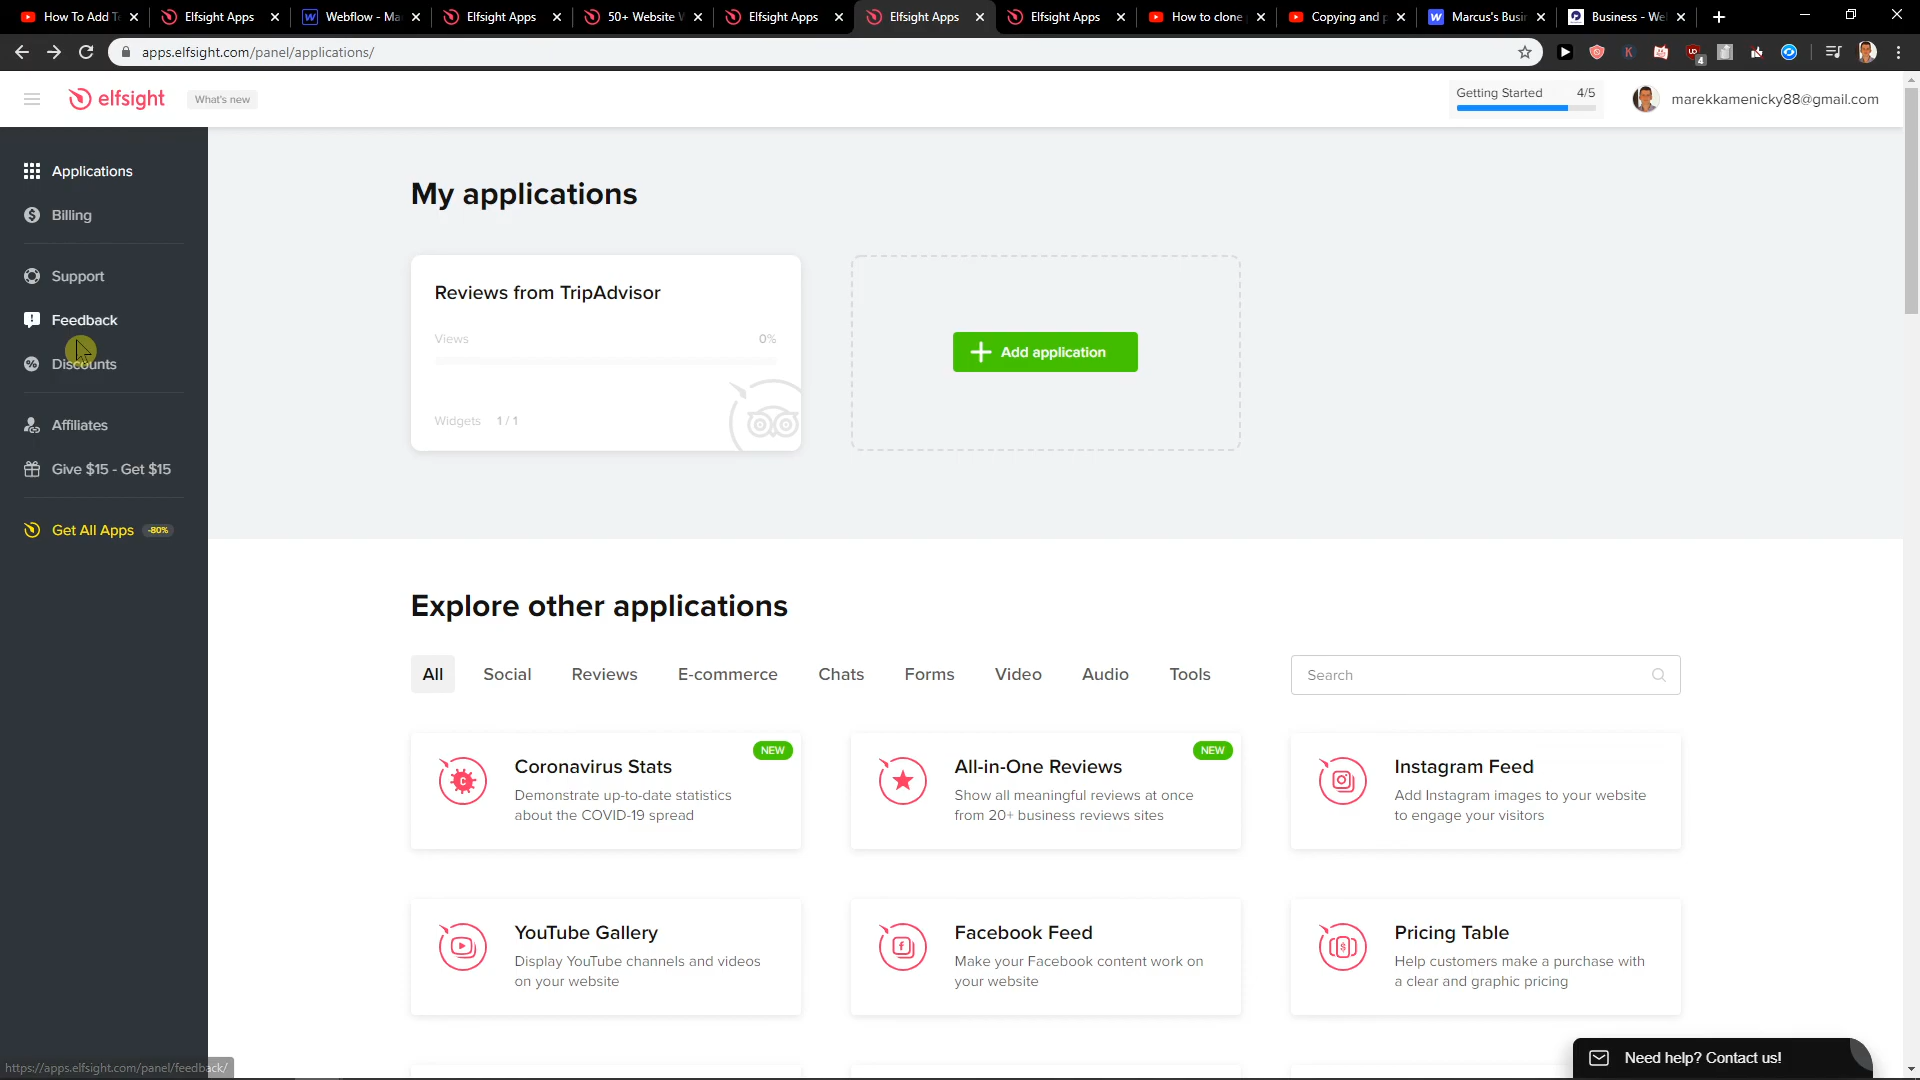 How To Add T
Elfsight Apps
Webflow - Ma
Elfsight Apps
50+ Website
Elfsight Apps
Elfsight Apps
Elfsight Apps
How to clone
Copying and p
Marcus's Busi
Business - We
apps.elfsight.com/panel/applications/
4
elfsight
What's new
Getting Started 4/5
marekkamenicky88@gmail.com
Applications
Billing
Support
Feedback
Discounts
Affiliates
Give $15 - Get $15
Get All Apps -80%
My applications
Reviews from TripAdvisor
Views 0%
Widgets 1 / 1
Add application
Explore other applications
All Social Reviews E-commerce Chats Forms Video Audio Tools
Search
NEW
Coronavirus Stats
Demonstrate up-to-date statistics
about the COVID-19 spread
NEW
All-in-One Reviews
Show all meaningful reviews at once
from 20+ business reviews sites
Instagram Feed
Add Instagram images to your website
to engage your visitors
YouTube Gallery
Display YouTube channels and videos
on your website
Facebook Feed
Make your Facebook content work on
your website
Pricing Table
Help customers make a purchase with
a clear and graphic pricing
Need help? Contact us!
https://apps.elfsight.com/panel/feedback/